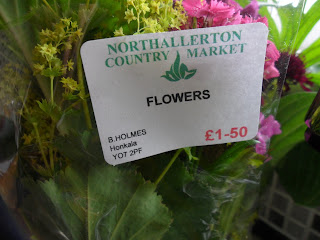 NORTHALLERTON
COUNTRY MARKET
FLOWERS
B.HOLMES
Honkala
YO7 2PF
£1-50